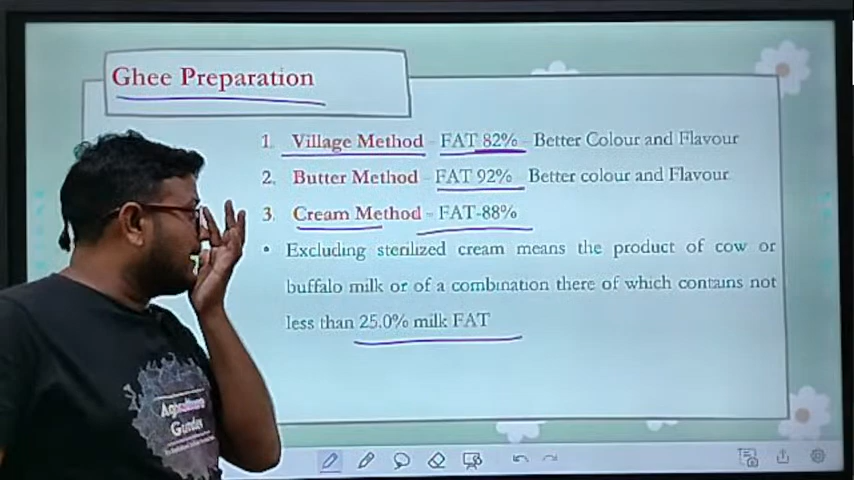 Ghee Preparation
1. Village Method - FAT 82% - Better Colour and Flavour
2. Butter Method - FAT 92% - Better colour and Flavour
3. Cream Method - FAT-88%
• Excluding sterilized cream means the product of cow or
buffalo milk or of a combination there of which contains not
less than 25.0% milk FAT
Agriculture
Gurukul